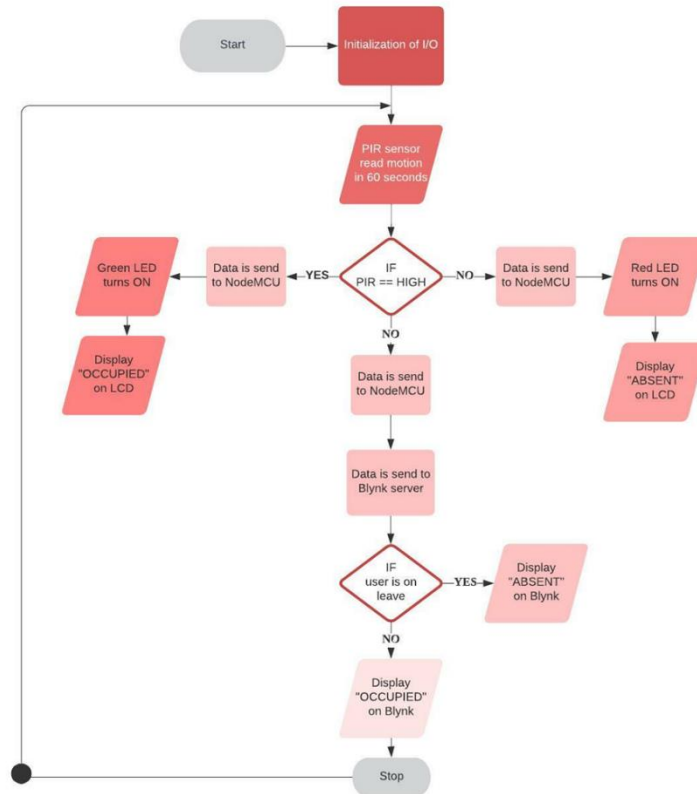 Start
Initialization of I/O
PIR sensor
read motion
in 60 seconds
Green LED
turns ON
Data is send
to NodeMCU
YES
IF
PIR == HIGH
NO
Data is send
to NodeMCU
Red LED
turns ON
NO
Display
"OCCUPIED"
on LCD
Data is send
to NodeMCU
Display
"ABSENT"
on LCD
Data is send to
Blynk server
IF
user is on
leave
YES
Display
"ABSENT"
on Blynk
NO
Display
"OCCUPIED"
on Blynk
Stop